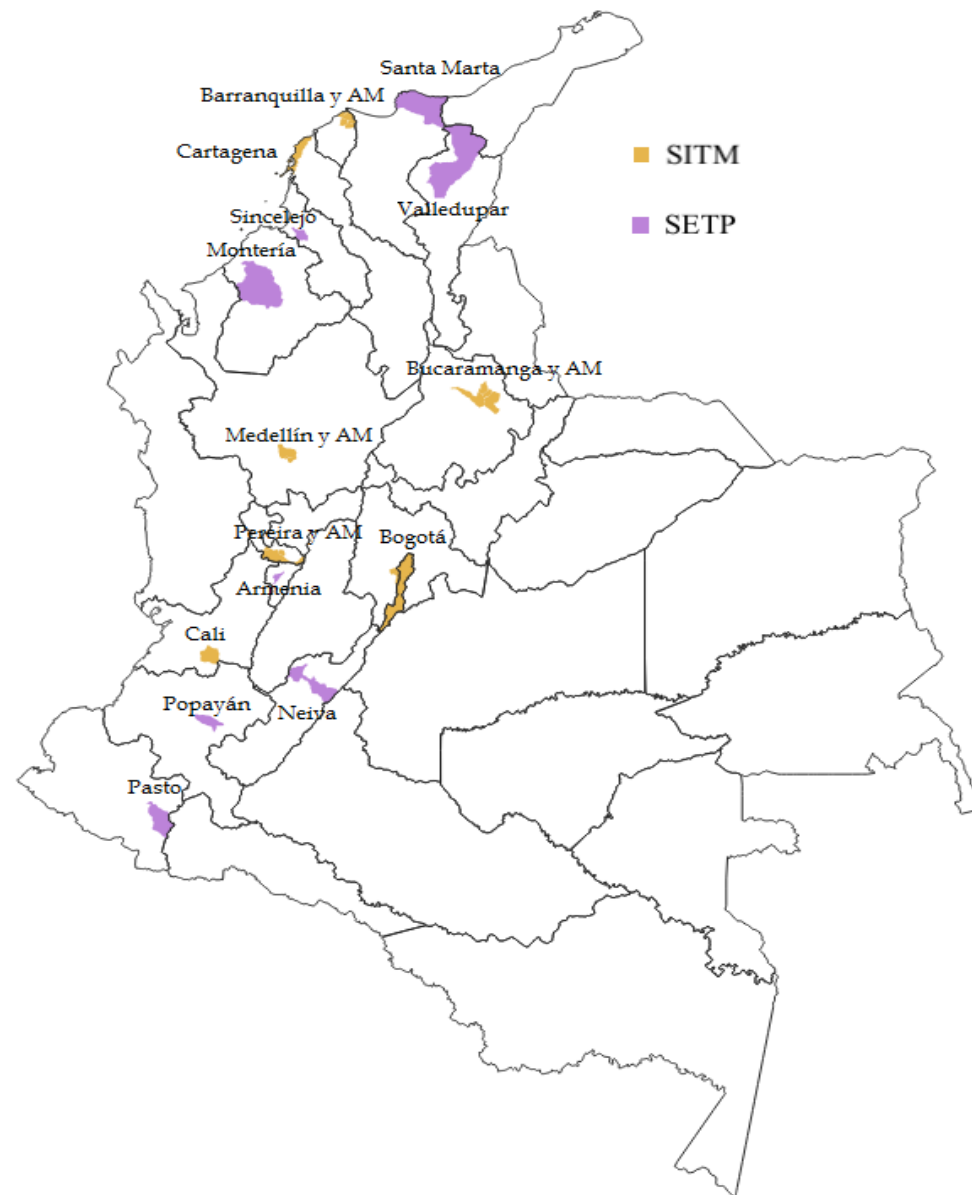 Santa Marta
Barranquilla y AM
Cartagena
SITM
Valledupar
Sincelejo
SETP
Montería
Bucaramanga y AM
Medellín y AM
Pereira y AM
Bogotá
Armenia
Cali
Popayán
Neiva
Pasto